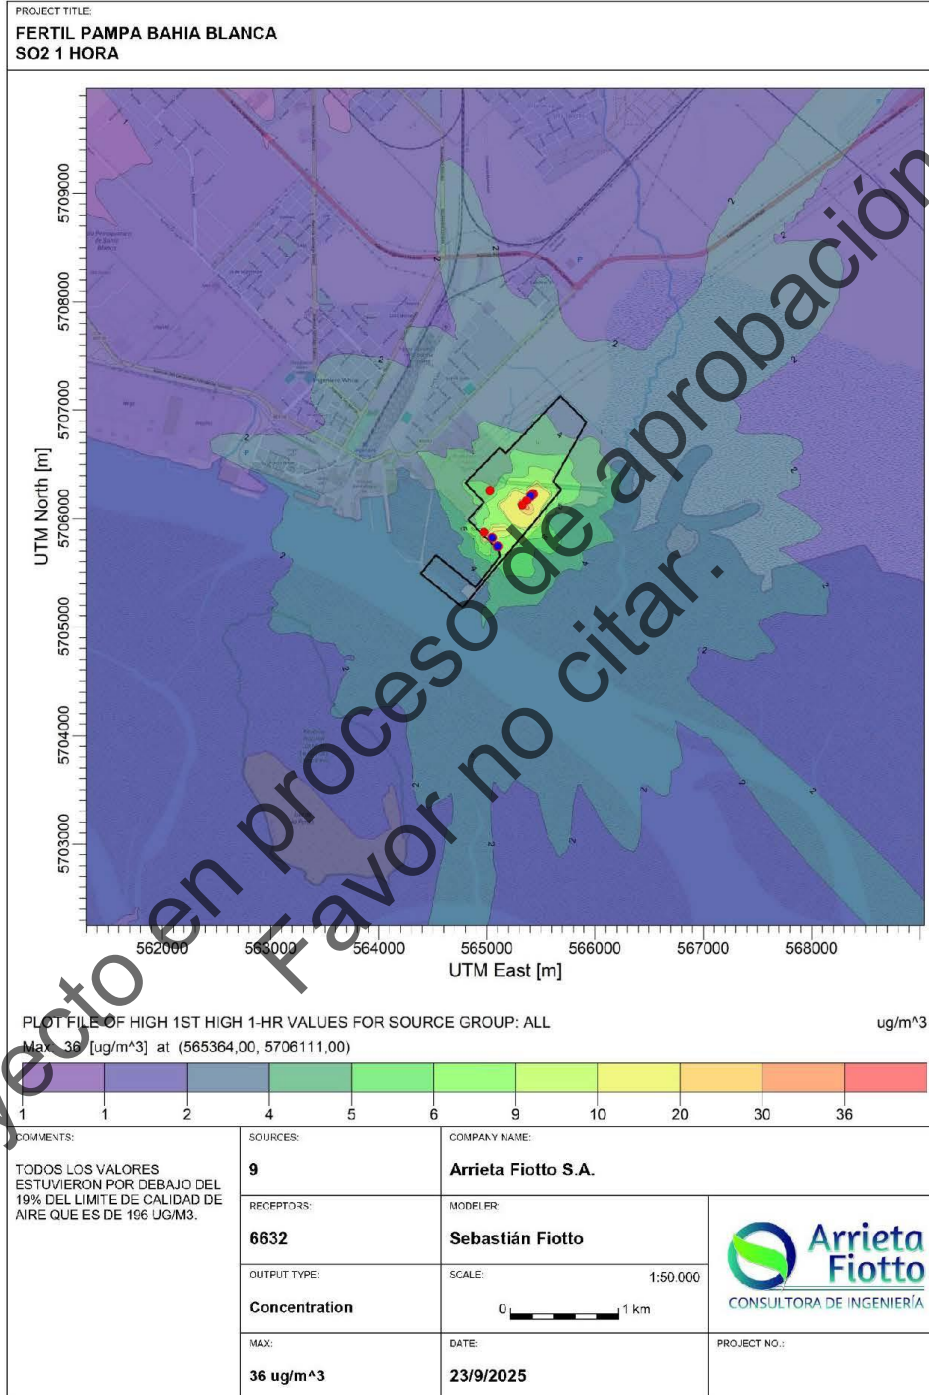 PROJECT TITLE:
FERTIL PAMPA BAHIA BLANCA
SO2 1 HORA
UTM North [m]
5709000
5708000
5707000
5706000
5705000
5704000
5703000
Ingeniero White
562000 563000 564000 565000 566000 567000 568000
UTM East [m]
yecto en proceso de aprobación
Favor no citar.
PLOT FILE OF HIGH 1ST HIGH 1-HR VALUES FOR SOURCE GROUP: ALL
ug/m^3
Max: 36 [ug/m^3] at (565364,00, 5706111,00)
1 1 2 4 5 6 9 10 20 30 36
COMMENTS:
TODOS LOS VALORES
ESTUVIERON POR DEBAJO DEL
19% DEL LIMITE DE CALIDAD DE
AIRE QUE ES DE 196 UG/M3.
SOURCES:
9
COMPANY NAME:
Arrieta Fiotto S.A.
RECEPTORS:
6632
MODELER:
Sebastián Fiotto
OUTPUT TYPE:
Concentration
SCALE:
1:50.000
0 1 km
MAX:
36 ug/m^3
DATE:
23/9/2025
Arrieta
Fiotto
CONSULTORA DE INGENIERÍA
PROJECT NO.: